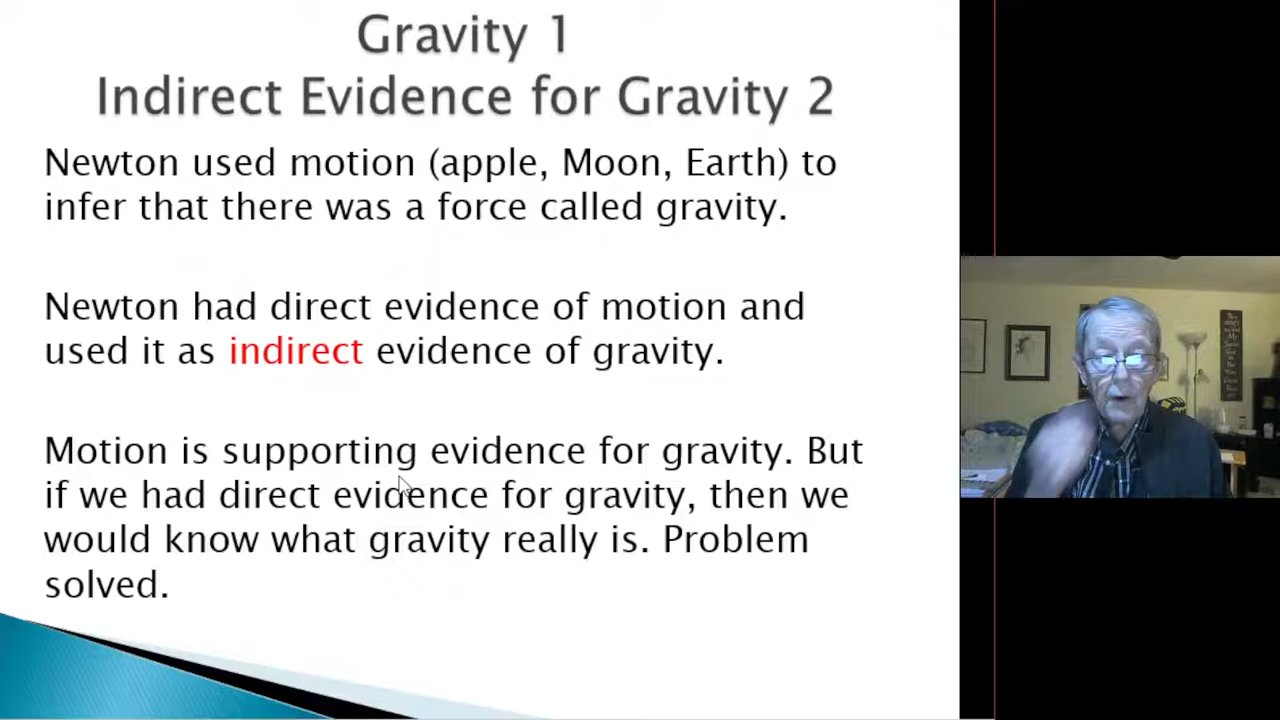 Gravity 1
Indirect Evidence for Gravity 2
Newton used motion (apple, Moon, Earth) to
infer that there was a force called gravity.
Newton had direct evidence of motion and
used it as indirect evidence of gravity.
Motion is supporting evidence for gravity. But
if we had direct evidence for gravity, then we
would know what gravity really is. Problem
solved.